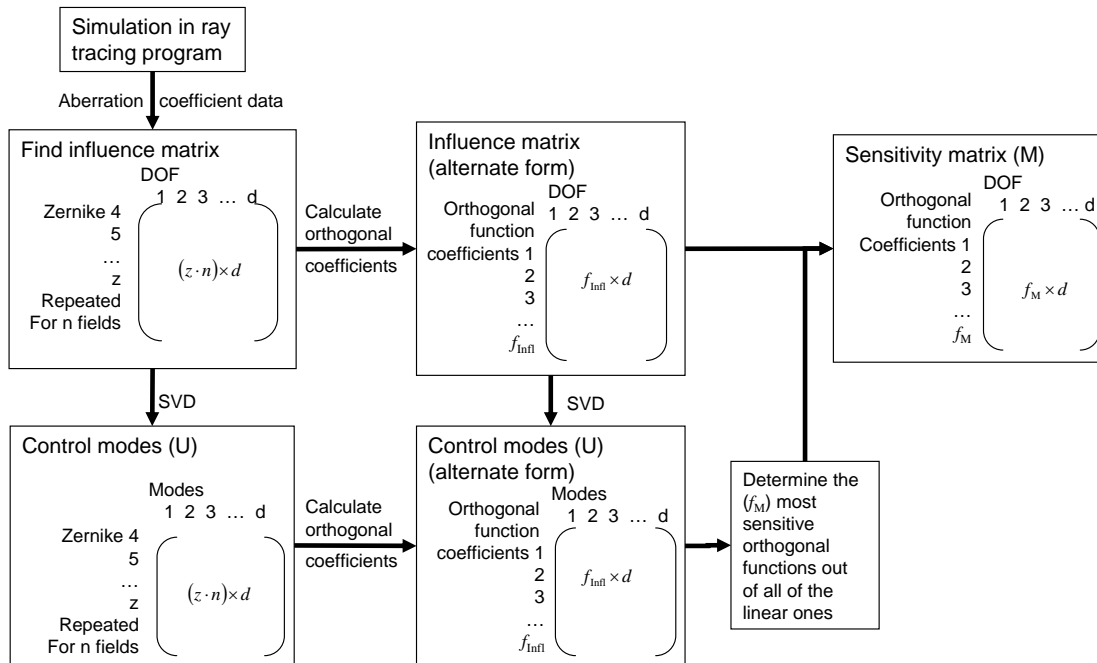 Simulation in ray
tracing program
Aberration coefficient data
Find influence matrix
DOF
1 2 3 … d
Zernike 4
5
…
z
Repeated
For n fields
(z·n)×d
Calculate
orthogonal
coefficients
Influence matrix
(alternate form)
DOF
Orthogonal 1 2 3 … d
function
coefficients 1
2
3
…
f_Infl
f_Infl×d
Sensitivity matrix (M)
DOF
Orthogonal 1 2 3 … d
function
Coefficients 1
2
3
…
f_M
f_M×d
SVD
SVD
Control modes (U)
Modes
1 2 3 … d
Zernike 4
5
…
z
Repeated
For n fields
(z·n)×d
Calculate
orthogonal
coefficients
Control modes (U)
(alternate form)
Modes
Orthogonal 1 2 3 … d
function
coefficients 1
2
3
…
f_Infl
f_Infl×d
Determine the
(f_M) most
sensitive
orthogonal
functions out
of all of the
linear ones